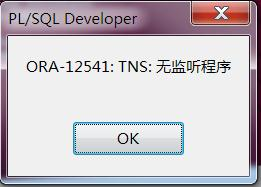 PL/SQL Developer
ORA-12541: TNS: 无监听程序
OK